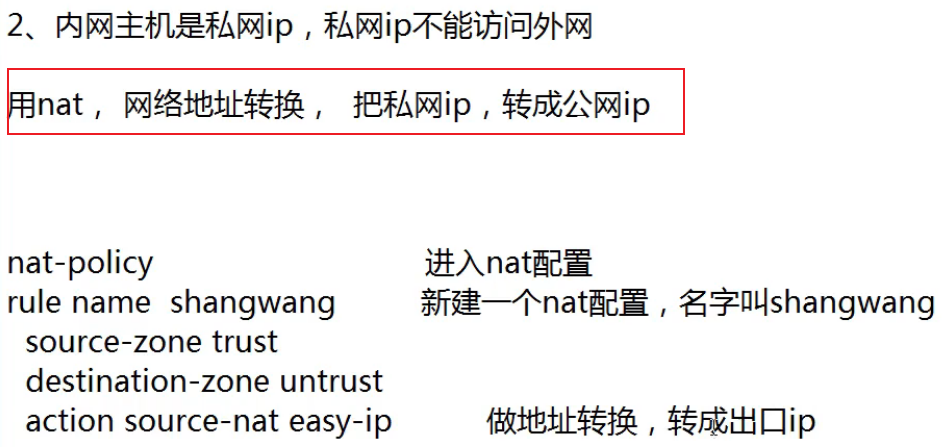 2、内网主机是私网ip，私网ip不能访问外网
用nat， 网络地址转换， 把私网ip，转成公网ip
nat-policy 进入nat配置
rule name shangwang 新建一个nat配置，名字叫shangwang
source-zone trust
destination-zone untrust
action source-nat easy-ip 做地址转换，转成出口ip